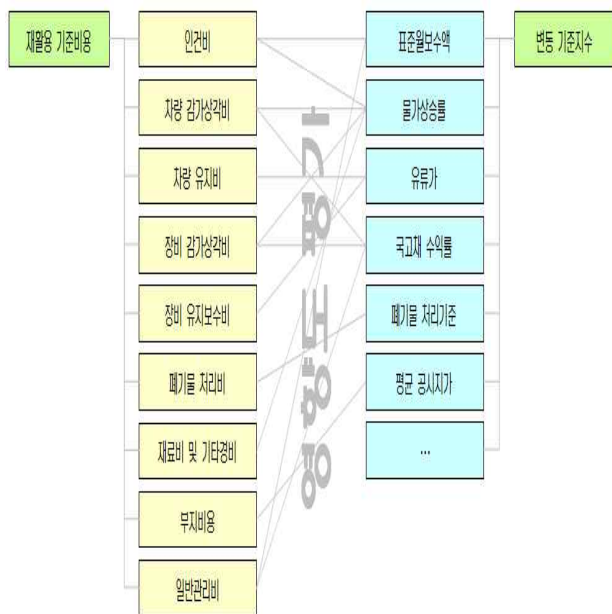 재활용 기준비용
인건비
차량 감가상각비
차량 유지비
장비 감가상각비
장비 유지보수비
폐기물 처리비
재료비 및 기타경비
부지비용
일반관리비
영향도 평가
표준월보수액
물가상승률
유류가
국고채 수익률
폐기물 처리기준
평균 공시지가
…
변동 기준지수